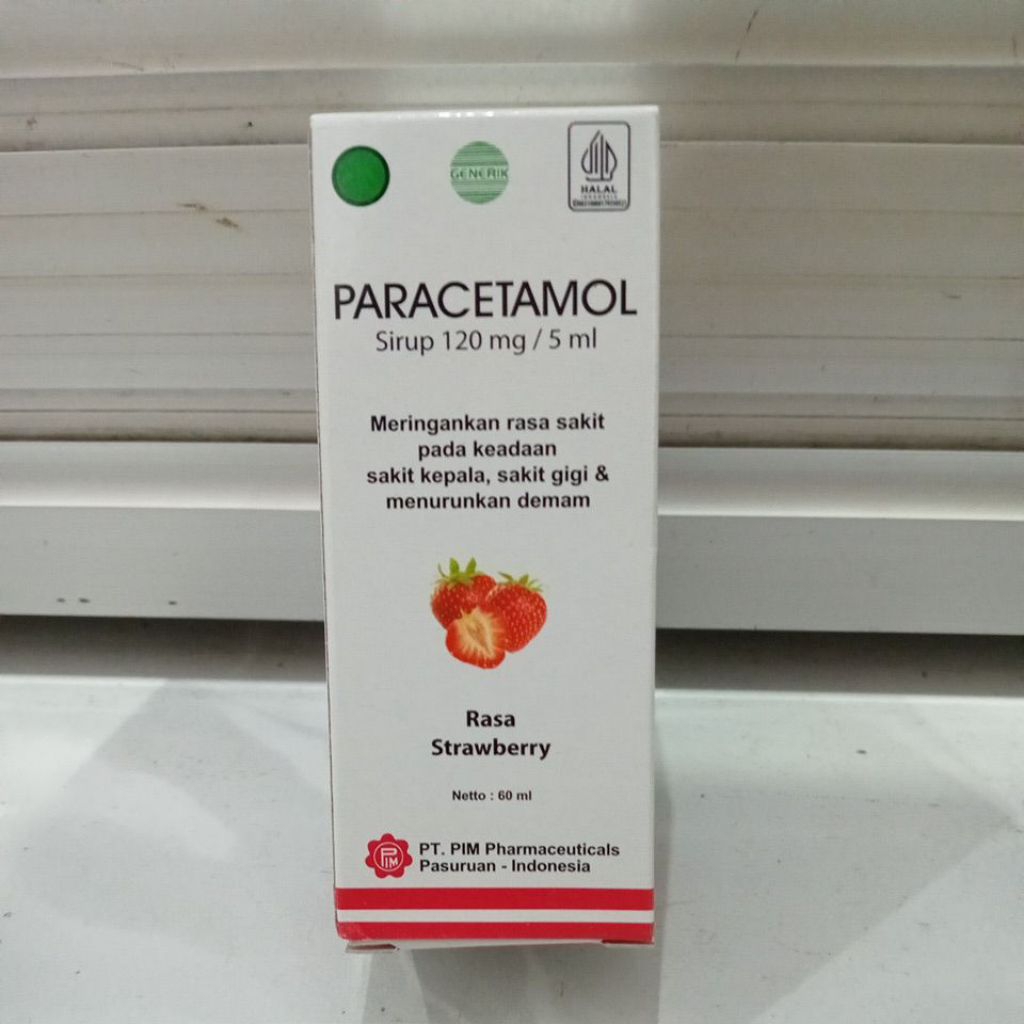 GENERIK
HALAL
INDONESIA
PARACETAMOL
Sirup 120 mg / 5 ml
Meringankan rasa sakit
pada keadaan
sakit kepala, sakit gigi &
menurunkan demam
Rasa
Strawberry
Netto : 60 ml
PIM
PT. PIM Pharmaceuticals
Pasuruan - Indonesia